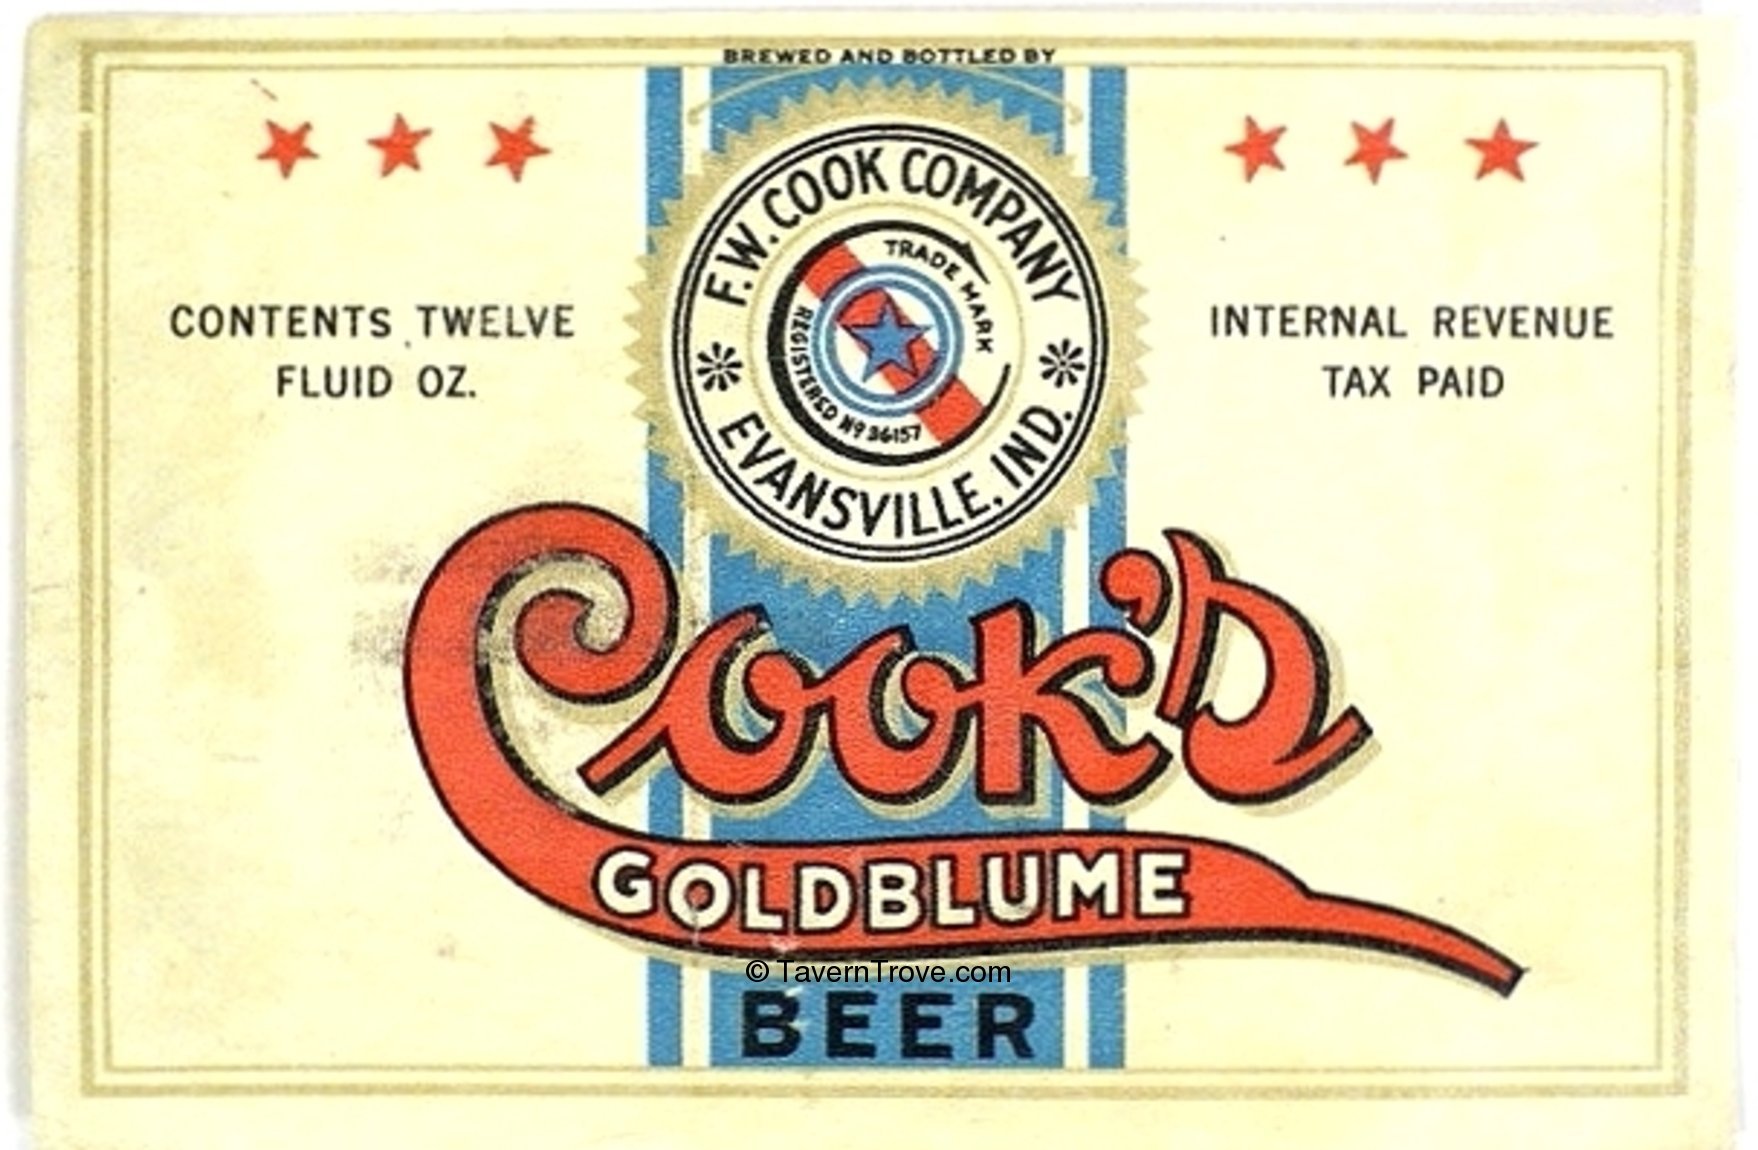 BREWED AND BOTTLED BY
F.W. COOK COMPANY
TRADE MARK
REGISTERED Nº 36157
EVANSVILLE, IND.
CONTENTS TWELVE
FLUID OZ.
INTERNAL REVENUE
TAX PAID
Cook's
GOLDBLUME
© TavernTrove.com
BEER